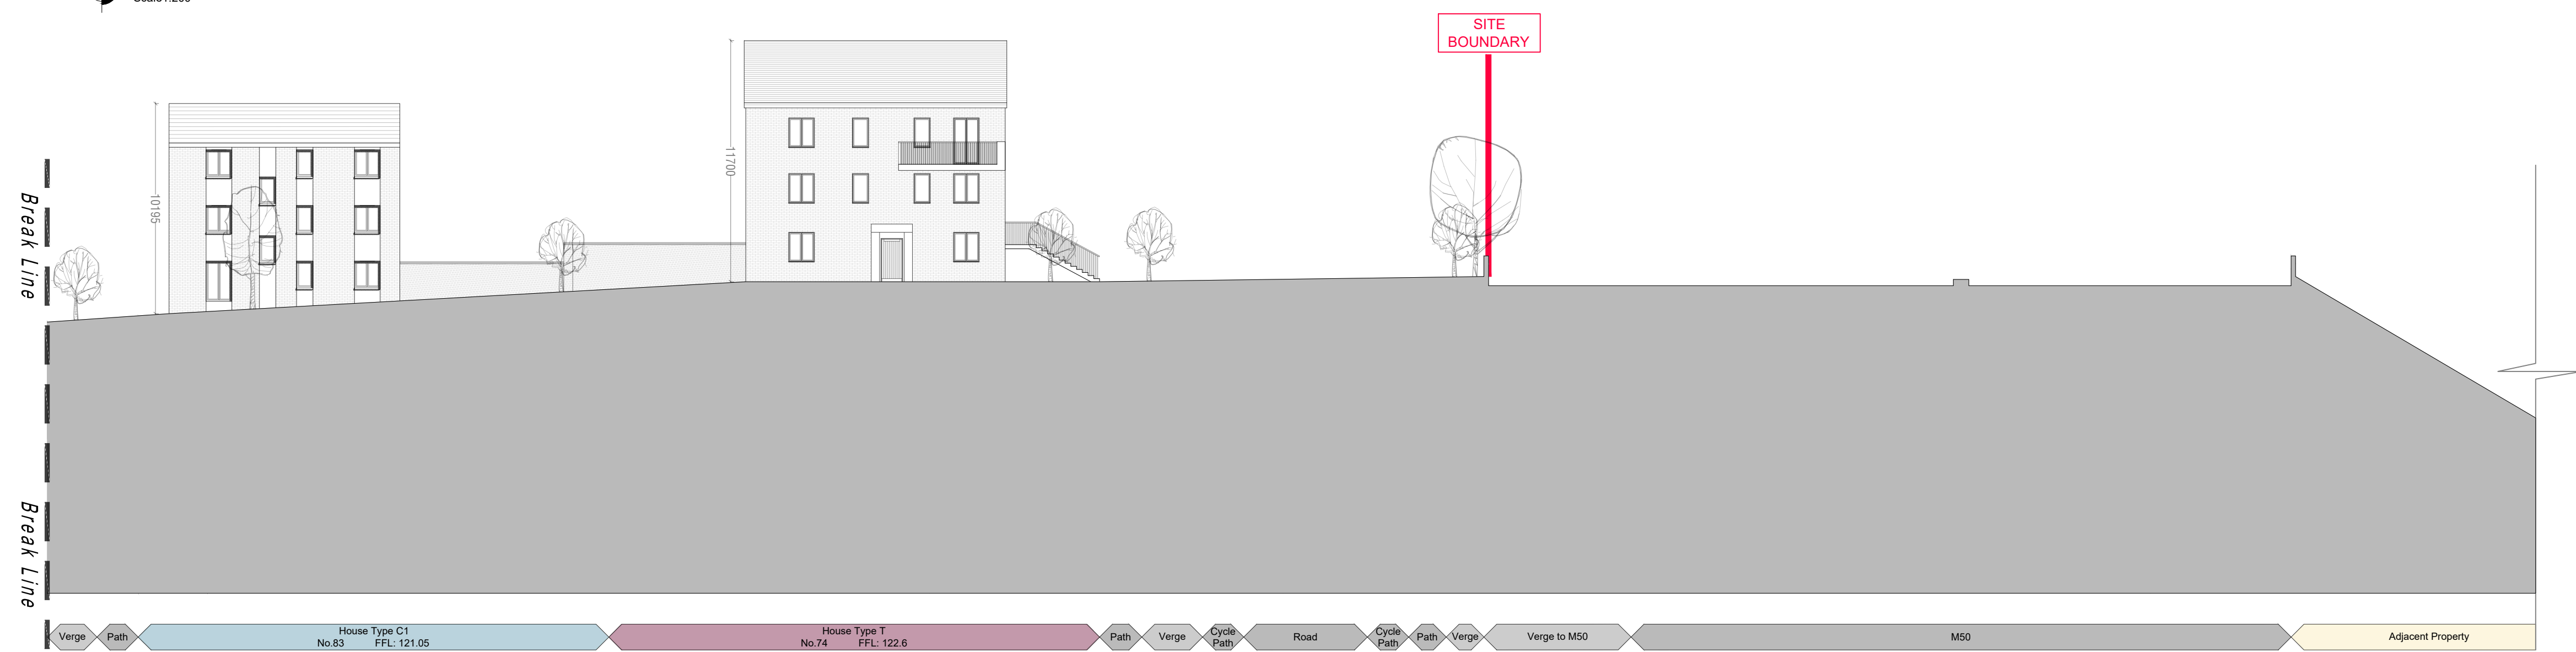 SITE
BOUNDARY
10195
11700
Break Line
Break Line
Verge
Path
House Type C1
No.83 FFL: 121.05
House Type T
No.74 FFL: 122.6
Path
Verge
Cycle
Path
Road
Cycle
Path
Path
Verge
Verge to M50
M50
Adjacent Property